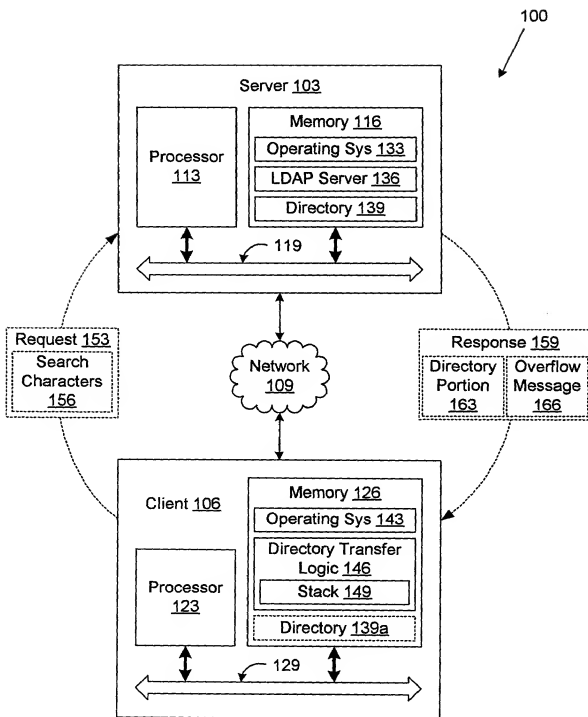 100
Server 103
Processor
113
Memory 116
Operating Sys 133
LDAP Server 136
Directory 139
119
Request 153
Search
Characters
156
Network
109
Response 159
Directory
Portion
163
Overflow
Message
166
Client 106
Processor
123
Memory 126
Operating Sys 143
Directory Transfer
Logic 146
Stack 149
Directory 139a
129